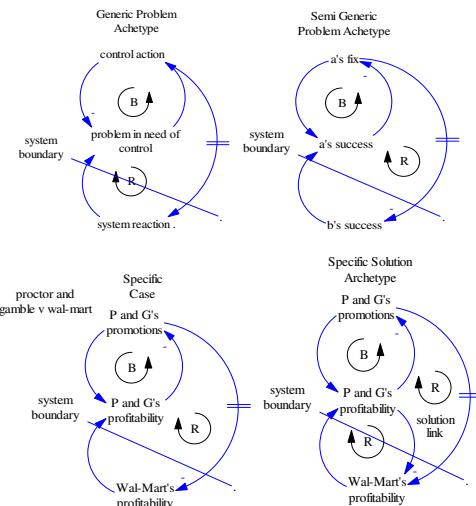 Generic Problem
Achetype
control action
B
-
problem in need of
control
system
boundary
R
system reaction .
.
Semi Generic
Problem Achetype
a's fix
-
B
a's success
system
boundary
R
-
b's success
.
proctor and
gamble v wal-mart
Specific
Case
P and G's
promotions
-
B
P and G's
profitability
system
boundary
R
-
Wal-Mart's
profitability
.
Specific Solution
Archetype
P and G's
promotions
-
B
P and G's
profitability
system
boundary
R
solution
link
R
-
-
Wal-Mart's
profitability
.